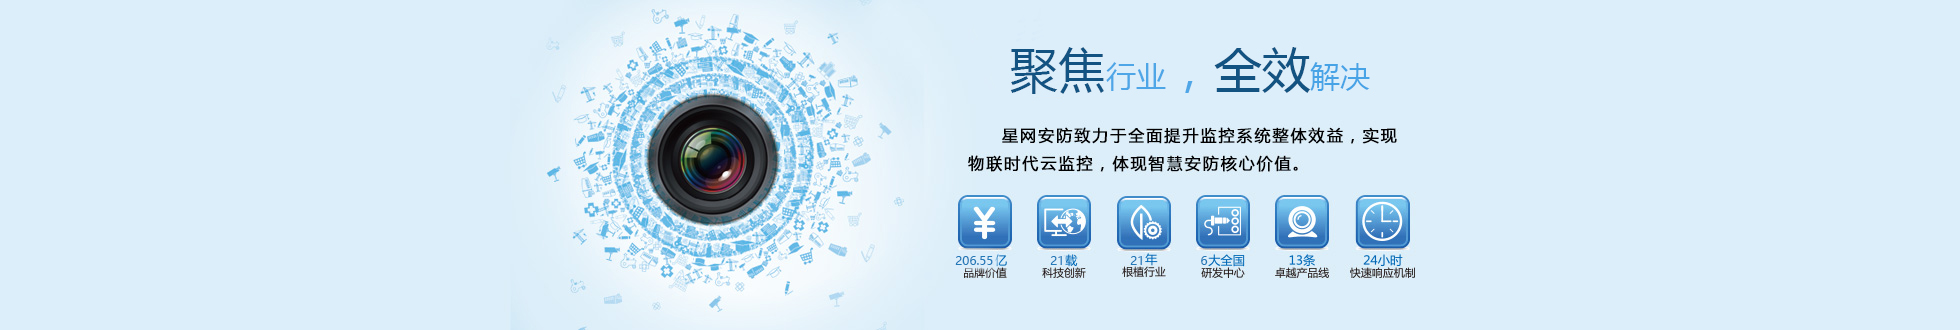 聚焦行业，全效解决
星网安防致力于全面提升监控系统整体效益，实现
物联时代云监控，体现智慧安防核心价值。
206.55亿
品牌价值
21载
科技创新
21年
根植行业
6大全国
研发中心
13条
卓越产品线
24小时
快速响应机制